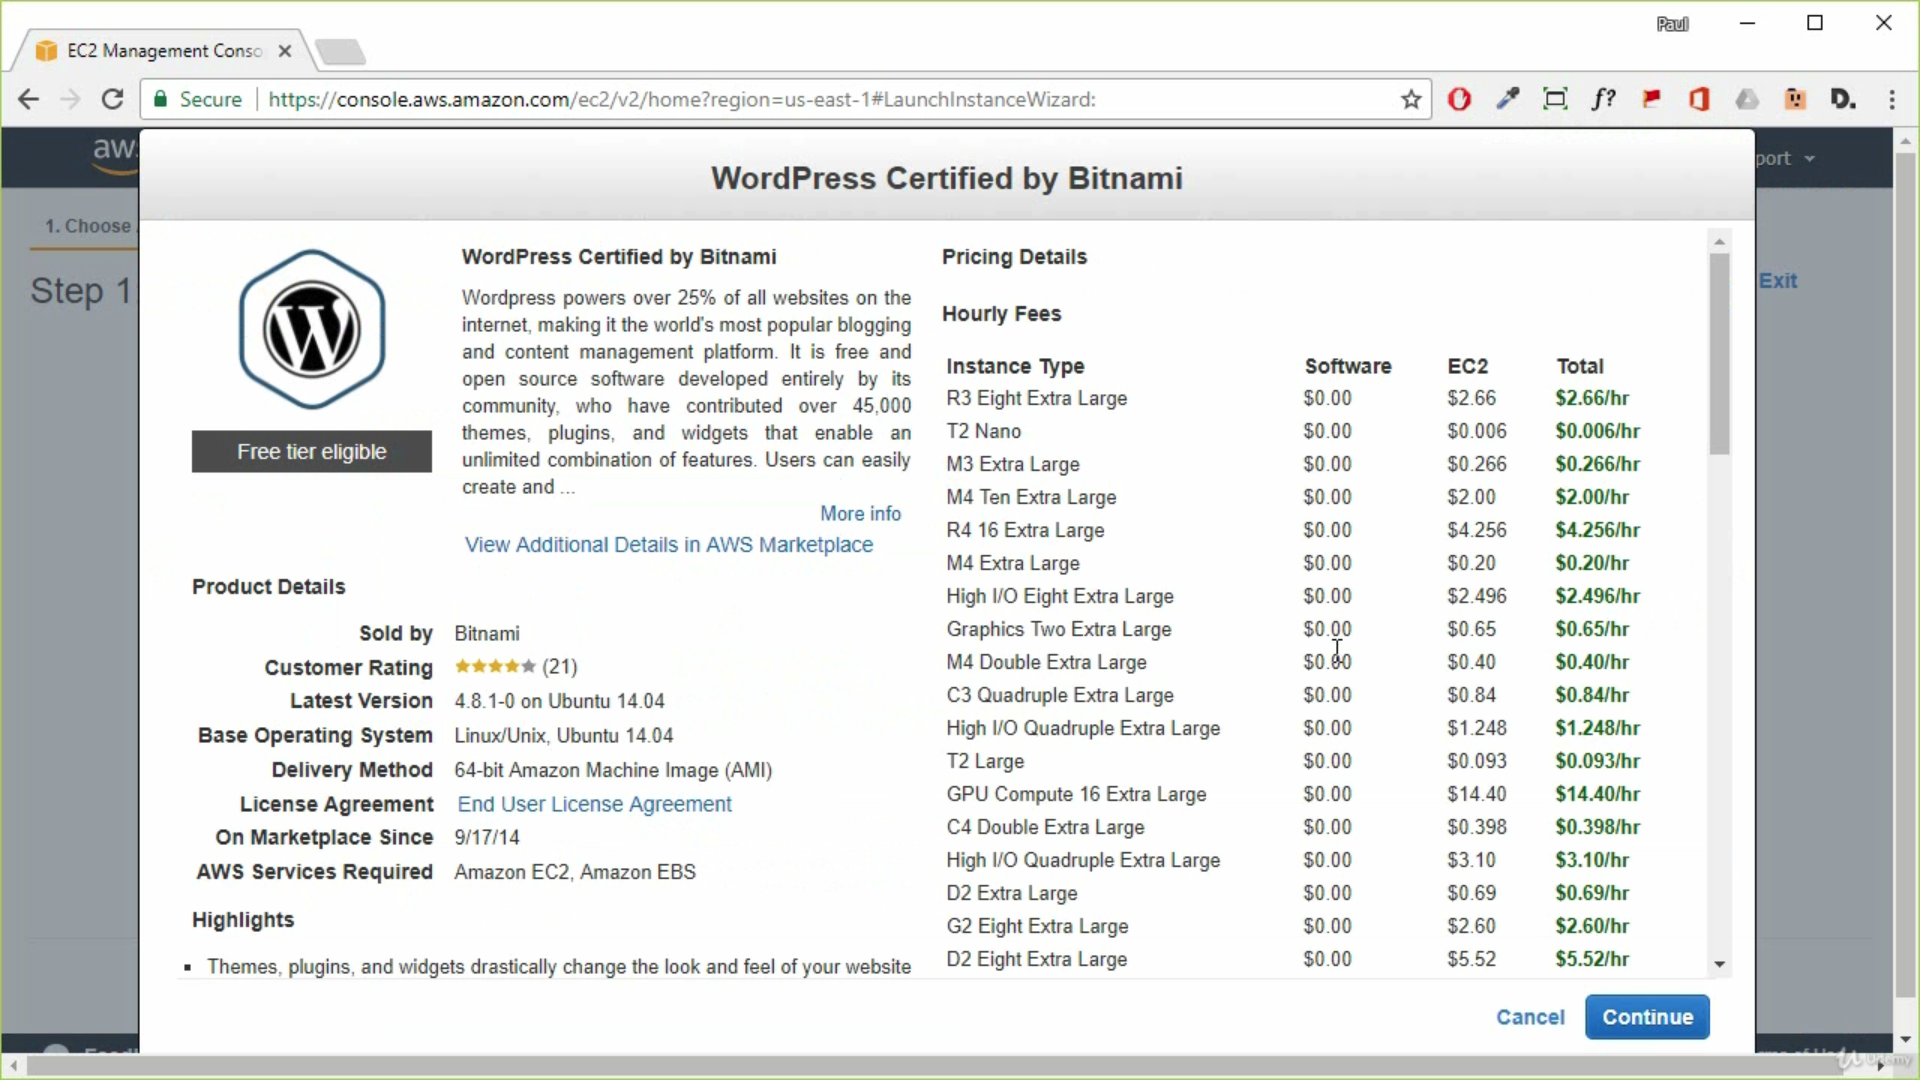 Paul
EC2 Management Conso
Secure
https://console.aws.amazon.com/ec2/v2/home?region=us-east-1#LaunchInstanceWizard:
f?
D.
aw
port
WordPress Certified by Bitnami
1. Choose
Step 1
Exit
W
Free tier eligible
WordPress Certified by Bitnami
Wordpress powers over 25% of all websites on the
internet, making it the world's most popular blogging
and content management platform. It is free and
open source software developed entirely by its
community, who have contributed over 45,000
themes, plugins, and widgets that enable an
unlimited combination of features. Users can easily
create and ...
More info
View Additional Details in AWS Marketplace
Product Details
Sold by Bitnami
Customer Rating (21)
Latest Version 4.8.1-0 on Ubuntu 14.04
Base Operating System Linux/Unix, Ubuntu 14.04
Delivery Method 64-bit Amazon Machine Image (AMI)
License Agreement End User License Agreement
On Marketplace Since 9/17/14
AWS Services Required Amazon EC2, Amazon EBS
Highlights
Themes, plugins, and widgets drastically change the look and feel of your website
Pricing Details
Hourly Fees
Instance Type Software EC2 Total
R3 Eight Extra Large $0.00 $2.66 $2.66/hr
T2 Nano $0.00 $0.006 $0.006/hr
M3 Extra Large $0.00 $0.266 $0.266/hr
M4 Ten Extra Large $0.00 $2.00 $2.00/hr
R4 16 Extra Large $0.00 $4.256 $4.256/hr
M4 Extra Large $0.00 $0.20 $0.20/hr
High I/O Eight Extra Large $0.00 $2.496 $2.496/hr
Graphics Two Extra Large $0.00 $0.65 $0.65/hr
M4 Double Extra Large $0.00 $0.40 $0.40/hr
C3 Quadruple Extra Large $0.00 $0.84 $0.84/hr
High I/O Quadruple Extra Large $0.00 $1.248 $1.248/hr
T2 Large $0.00 $0.093 $0.093/hr
GPU Compute 16 Extra Large $0.00 $14.40 $14.40/hr
C4 Double Extra Large $0.00 $0.398 $0.398/hr
High I/O Quadruple Extra Large $0.00 $3.10 $3.10/hr
D2 Extra Large $0.00 $0.69 $0.69/hr
G2 Eight Extra Large $0.00 $2.60 $2.60/hr
D2 Eight Extra Large $0.00 $5.52 $5.52/hr
Cancel
Continue
Udemy